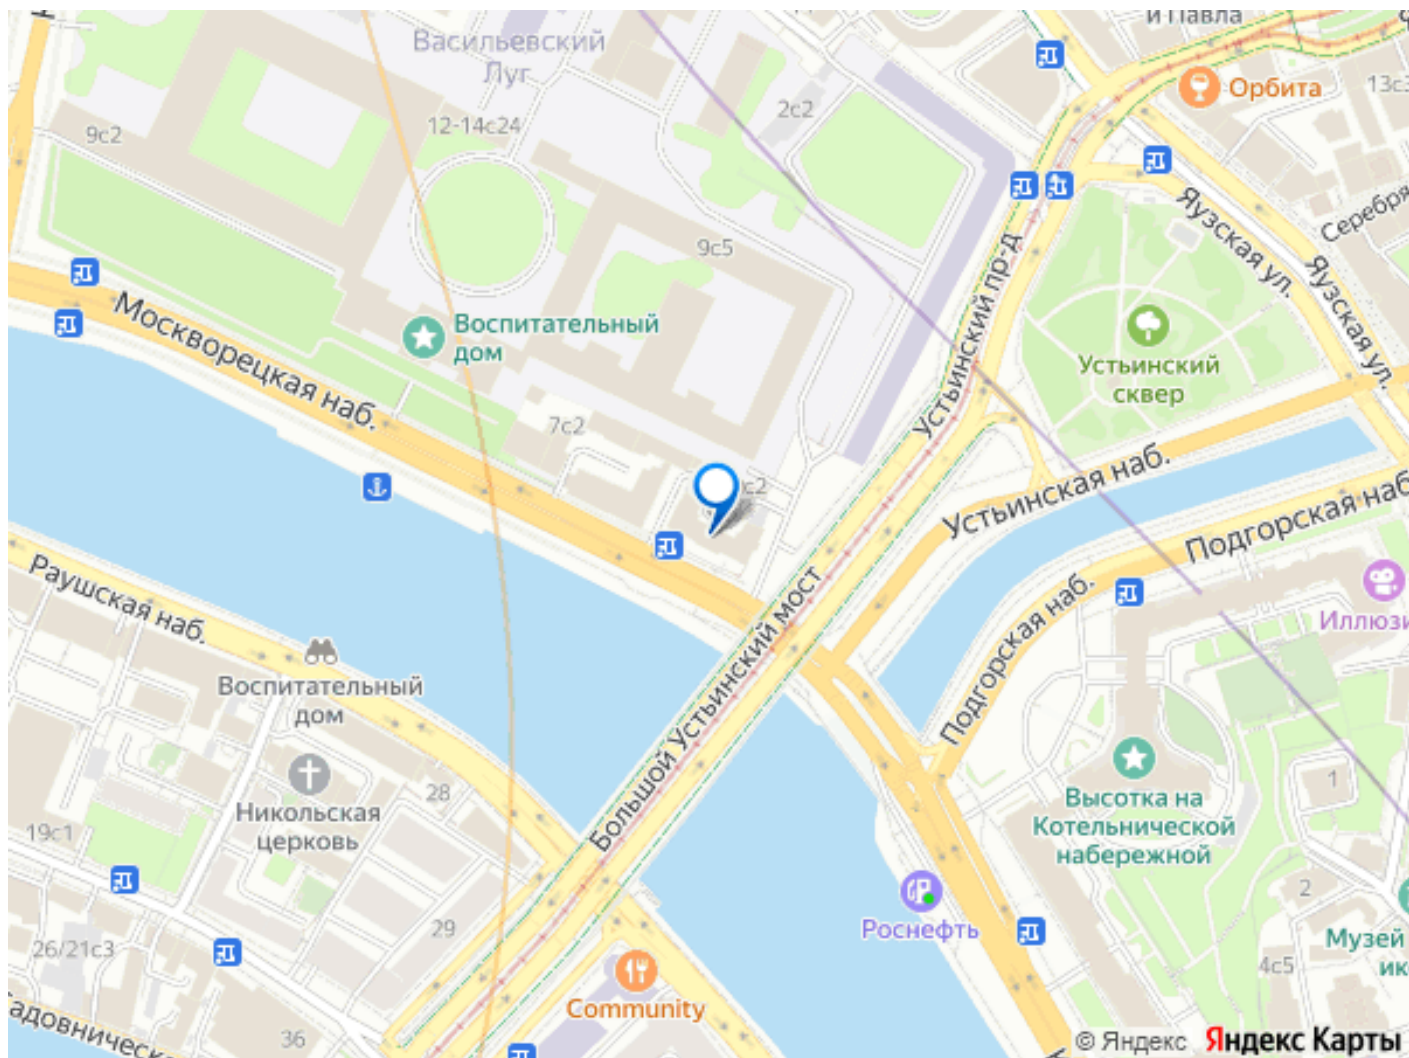 и Павла
Васильевский
Луг
Орбита
13с3
2с2
12-14с24
9с2
Яузская ул.
Серебря
9с5
Яузская ул.
Устьинский пр-д
Москворецкая наб.
Воспитательный
дом
Устьинский
сквер
7с2
с2
Устьинская наб.
Подгорская наб.
Раушская наб.
Подгорская наб.
Иллюзи
Большой Устьинский мост
Воспитательный
дом
28
Никольская
церковь
19с1
1
Высотка на
Котельнической
набережной
2
29
Роснефть
26/21с3
Музей
ик
4с5
Community
адовническа
36
© Яндекс Яндекс Карты